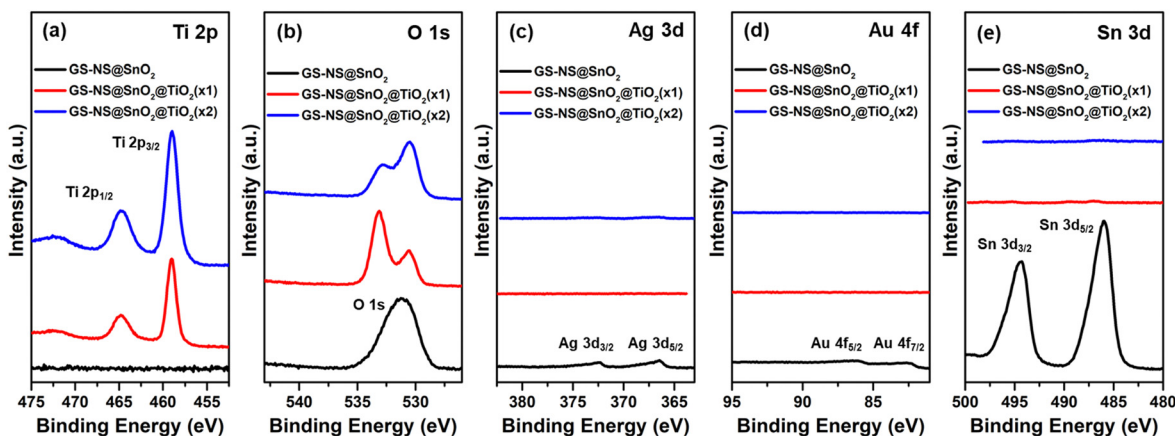 (a) Ti 2p
GS-NS@SnO₂
GS-NS@SnO₂@TiO₂(x1)
GS-NS@SnO₂@TiO₂(x2)
Ti 2p₃/₂
Ti 2p₁/₂
Intensity (a.u.)
475 470 465 460 455
Binding Energy (eV)
(b) O 1s
GS-NS@SnO₂
GS-NS@SnO₂@TiO₂(x1)
GS-NS@SnO₂@TiO₂(x2)
O 1s
Intensity (a.u.)
540 535 530
Binding Energy (eV)
(c) Ag 3d
GS-NS@SnO₂
GS-NS@SnO₂@TiO₂(x1)
GS-NS@SnO₂@TiO₂(x2)
Ag 3d₃/₂ Ag 3d₅/₂
Intensity (a.u.)
380 375 370 365
Binding Energy (eV)
(d) Au 4f
GS-NS@SnO₂
GS-NS@SnO₂@TiO₂(x1)
GS-NS@SnO₂@TiO₂(x2)
Au 4f₅/₂ Au 4f₇/₂
Intensity (a.u.)
95 90 85
Binding Energy (eV)
(e) Sn 3d
GS-NS@SnO₂
GS-NS@SnO₂@TiO₂(x1)
GS-NS@SnO₂@TiO₂(x2)
Sn 3d₃/₂ Sn 3d₅/₂
Intensity (a.u.)
500 495 490 485 480
Binding Energy (eV)